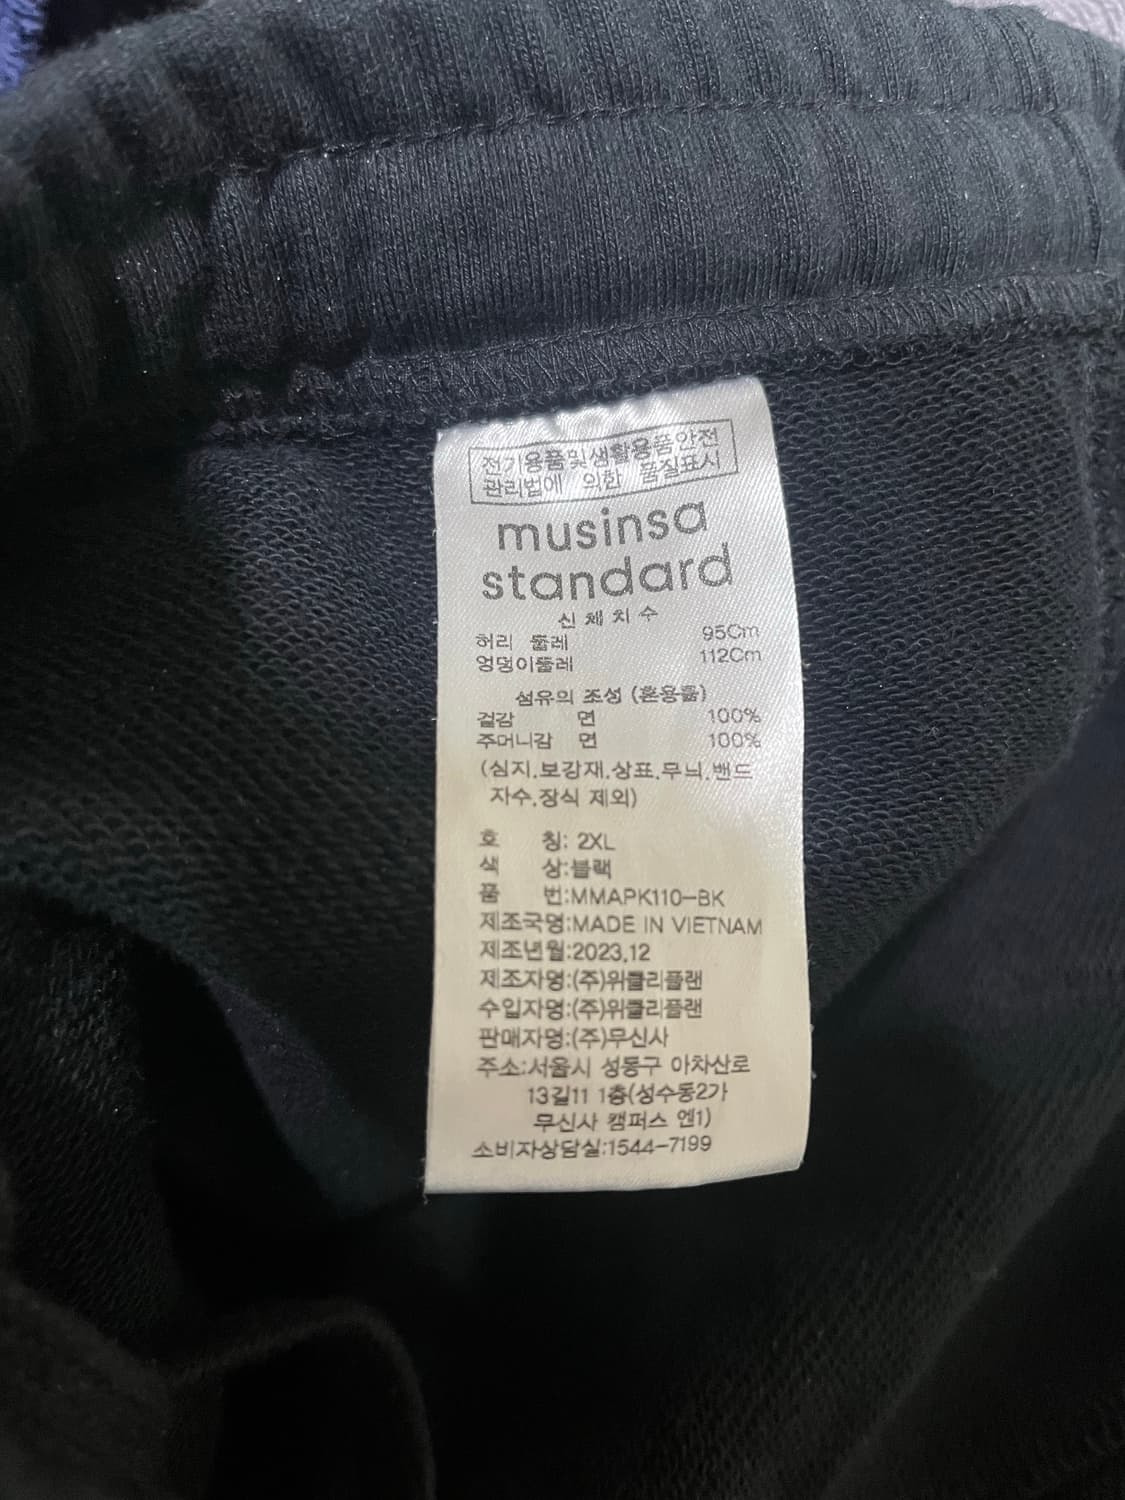 전기용품및생활용품안전
관리법에 의한 품질표시
musinsa
standard
신체치수
허리 둘레 95Cm
엉덩이둘레 112Cm
섬유의 조성 (혼용률)
겉감 면 100%
주머니감 면 100%
(심지.보강재.상표.무늬.밴드
자수.장식 제외)
호 칭: 2XL
색 상:블랙
품 번:MMAPK110-BK
제조국명:MADE IN VIETNAM
제조년월:2023.12
제조자명:(주)위클리플랜
수입자명:(주)위클리플랜
판매자명:(주)무신사
주소:서울시 성동구 아차산로
13길11 1층(성수동2가
무신사 캠퍼스 엔1)
소비자상담실:1544-7199